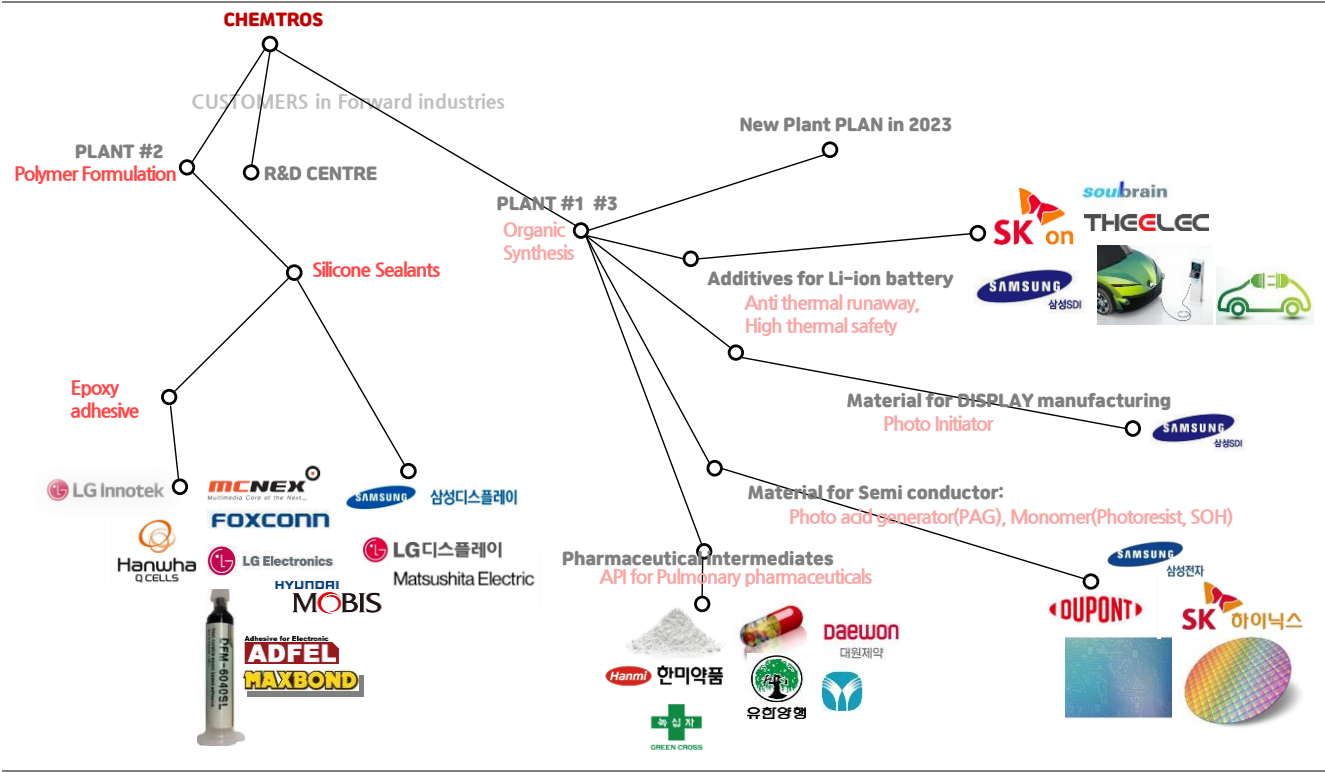 CHEMTROS
CUSTOMERS in Forward industries
PLANT #2
Polymer Formulation
R&D CENTRE
New Plant PLAN in 2023
PLANT #1 #3
Organic
Synthesis
soulbrain
SK on
THEELEC
Additives for Li-ion battery
Anti thermal runaway,
High thermal safety
SAMSUNG
삼성SDI
Silicone Sealants
Epoxy
adhesive
Material for DISPLAY manufacturing
Photo Initiator
SAMSUNG
삼성SDI
LG Innotek
MCNEX
Multimedia Core of the Next...
SAMSUNG 삼성디스플레이
FOXCONN
Hanwha
Q CELLS
LG Electronics
LG디스플레이
Matsushita Electric
HYUNDAI
MOBIS
DFM-6040SL
Adhesive for Electronic
ADFEL
MAXBOND
Material for Semi conductor:
Photo acid generator(PAG), Monomer(Photoresist, SOH)
Pharmaceutical Intermediates
API for Pulmonary pharmaceuticals
DAEWON
대원제약
Hanmi 한미약품
유한양행
녹십자
GREEN CROSS
SAMSUNG
삼성전자
DUPONT
SK 하이닉스